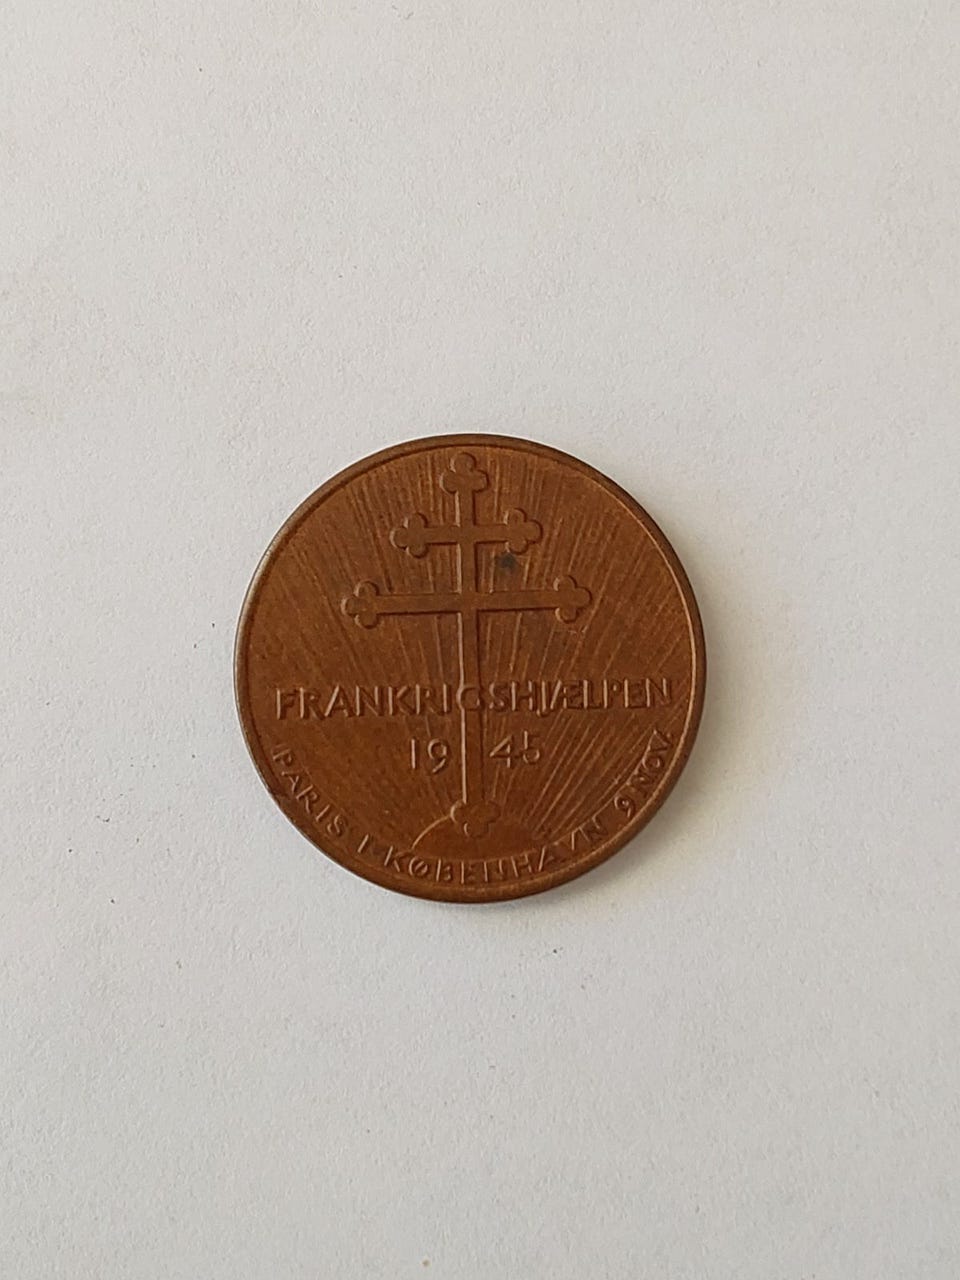 FRANKRIGSHJÆLPEN
1945
PARIS I KØBENHAVN 9 NOV.